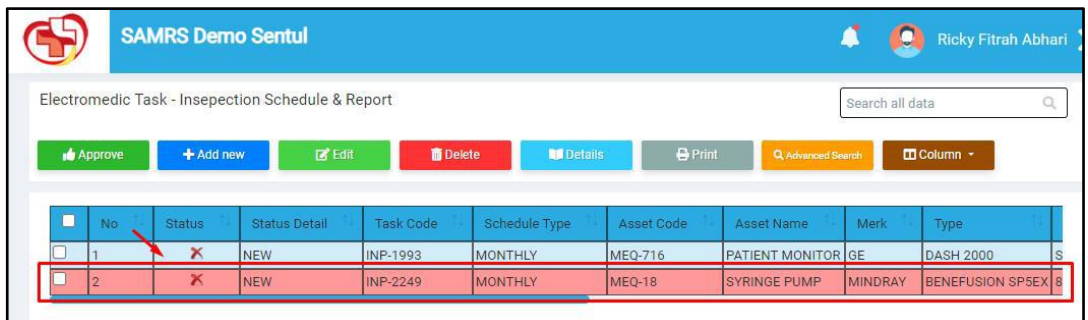 SAMRS Demo Sentul
Ricky Fitrah Abhari
Electromedic Task - Insepection Schedule & Report
Search all data
Approve
Add new
Edit
Delete
Details
Print
Advanced Search
Column
No Status Status Detail Task Code Schedule Type Asset Code Asset Name Merk Type
1 NEW INP-1993 MONTHLY MEQ-716 PATIENT MONITOR GE DASH 2000 S
2 NEW INP-2249 MONTHLY MEQ-18 SYRINGE PUMP MINDRAY BENEFUSION SP5EX 8